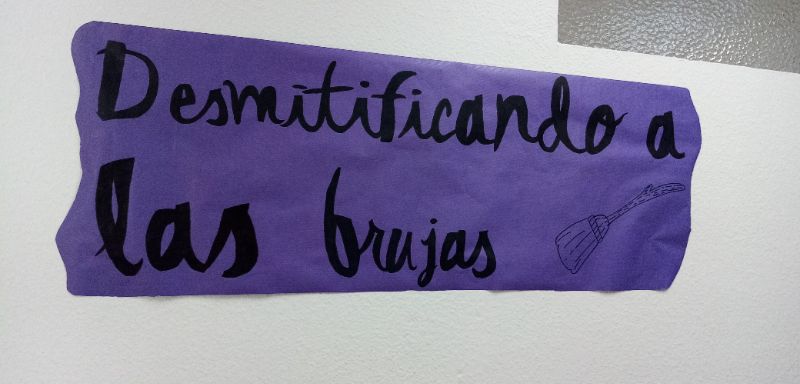 Desmitificando a
las brujas